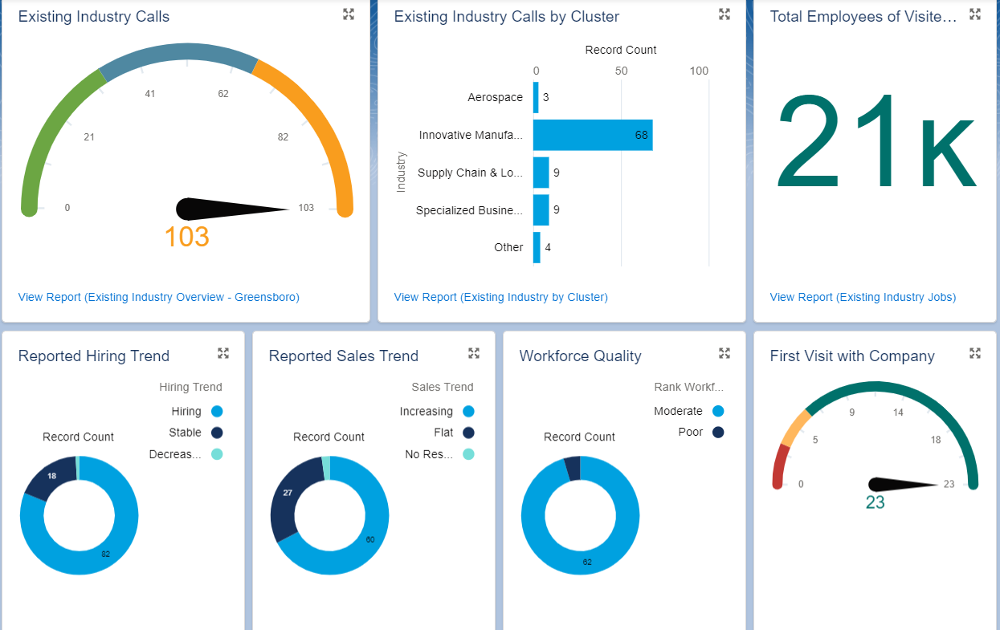 Existing Industry Calls
41
62
21
82
0
103
103
View Report (Existing Industry Overview - Greensboro)
Existing Industry Calls by Cluster
Record Count
0
50
100
Industry
Aerospace
3
Innovative Manufa...
68
Supply Chain & Lo...
9
Specialized Busine...
9
Other
4
View Report (Existing Industry by Cluster)
Total Employees of Visite...
21K
View Report (Existing Industry Jobs)
Reported Hiring Trend
Hiring Trend
Hiring
Stable
Decreas...
Record Count
18
82
Reported Sales Trend
Sales Trend
Increasing
Flat
No Res...
Record Count
27
60
Workforce Quality
Rank Workf...
Moderate
Poor
Record Count
62
First Visit with Company
9
14
5
18
0
23
23